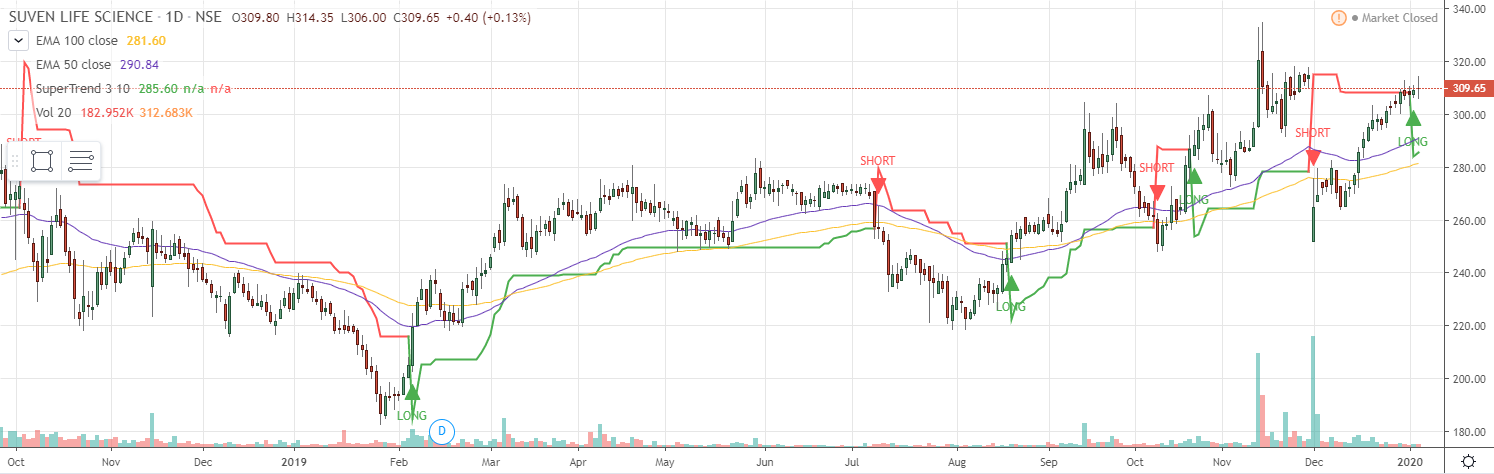 SUVEN LIFE SCIENCE · 1D · NSE O309.80 H314.35 L306.00 C309.65 +0.40 (+0.13%)
Market Closed
EMA 100 close 281.60
EMA 50 close 290.84
SuperTrend 3 10 285.60 n/a n/a
Vol 20 182.952K 312.683K
340.00
320.00
309.65
300.00
280.00
260.00
240.00
220.00
200.00
180.00
SHORT
LONG
SHORT
LONG
SHORT
LONG
SHORT
LONG
D
Oct Nov Dec 2019 Feb Mar Apr May Jun Jul Aug Sep Oct Nov Dec 2020